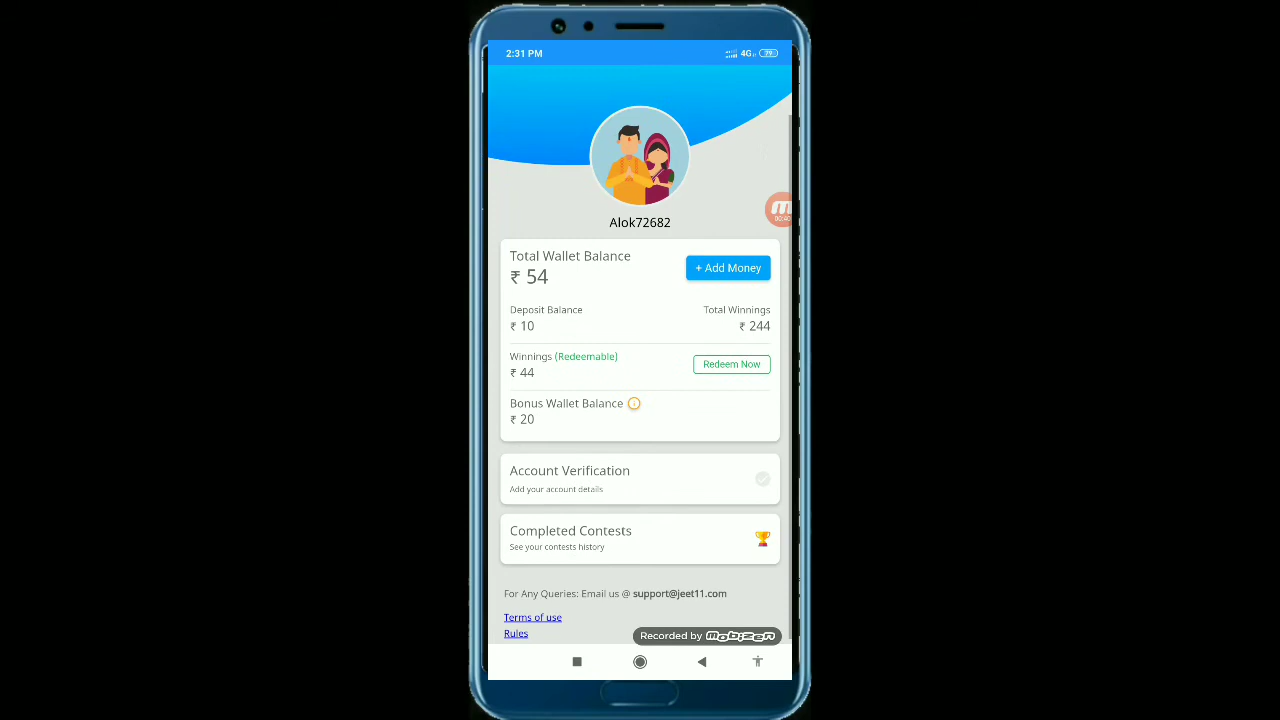 2:31 PM
4G
Alok72682
Total Wallet Balance
₹ 54
+ Add Money
Deposit Balance
Total Winnings
₹ 10
₹ 244
Winnings (Redeemable)
Redeem Now
₹ 44
Bonus Wallet Balance
₹ 20
Account Verification
Add your account details
Completed Contests
See your contests history
For Any Queries: Email us @ support@jeet11.com
Terms of use
Rules
Recorded by mobizen